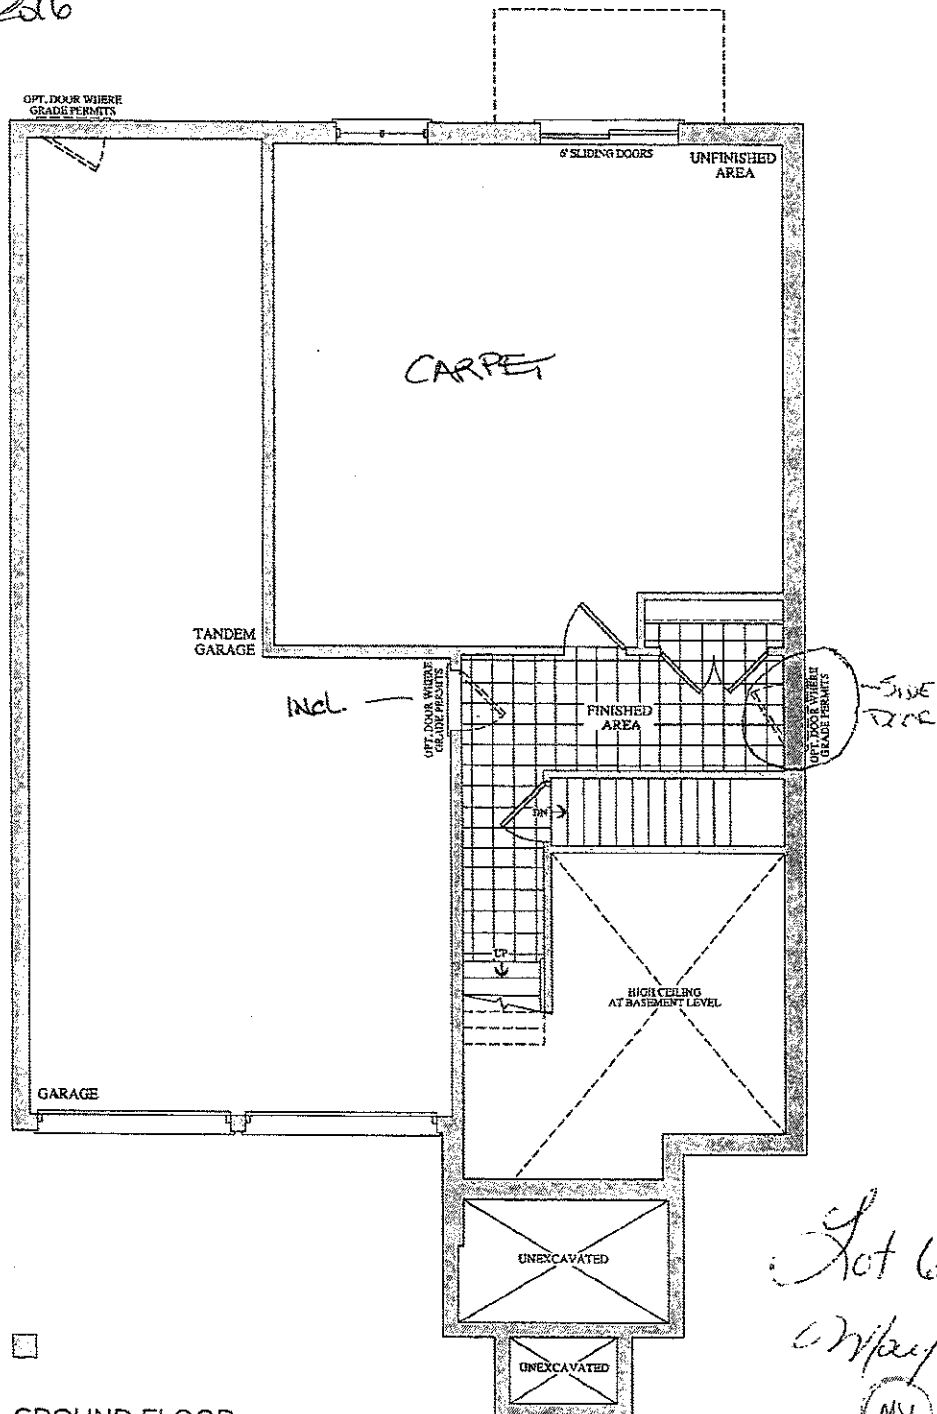 OPT. DOOR WHERE
GRADE PERMITS
6' SLIDING DOORS
UNFINISHED
AREA
CARPET
TANDEM
GARAGE
INCL.
OPT. DOOR WHERE
GRADE PERMITS
FINISHED
AREA
OPT. DOOR WHERE
GRADE PERMITS
SIDE
DN
UP
HIGH CEILING
AT BASEMENT LEVEL
GARAGE
UNEXCAVATED
Lot
May
UNEXCAVATED
GROUND FLOOR